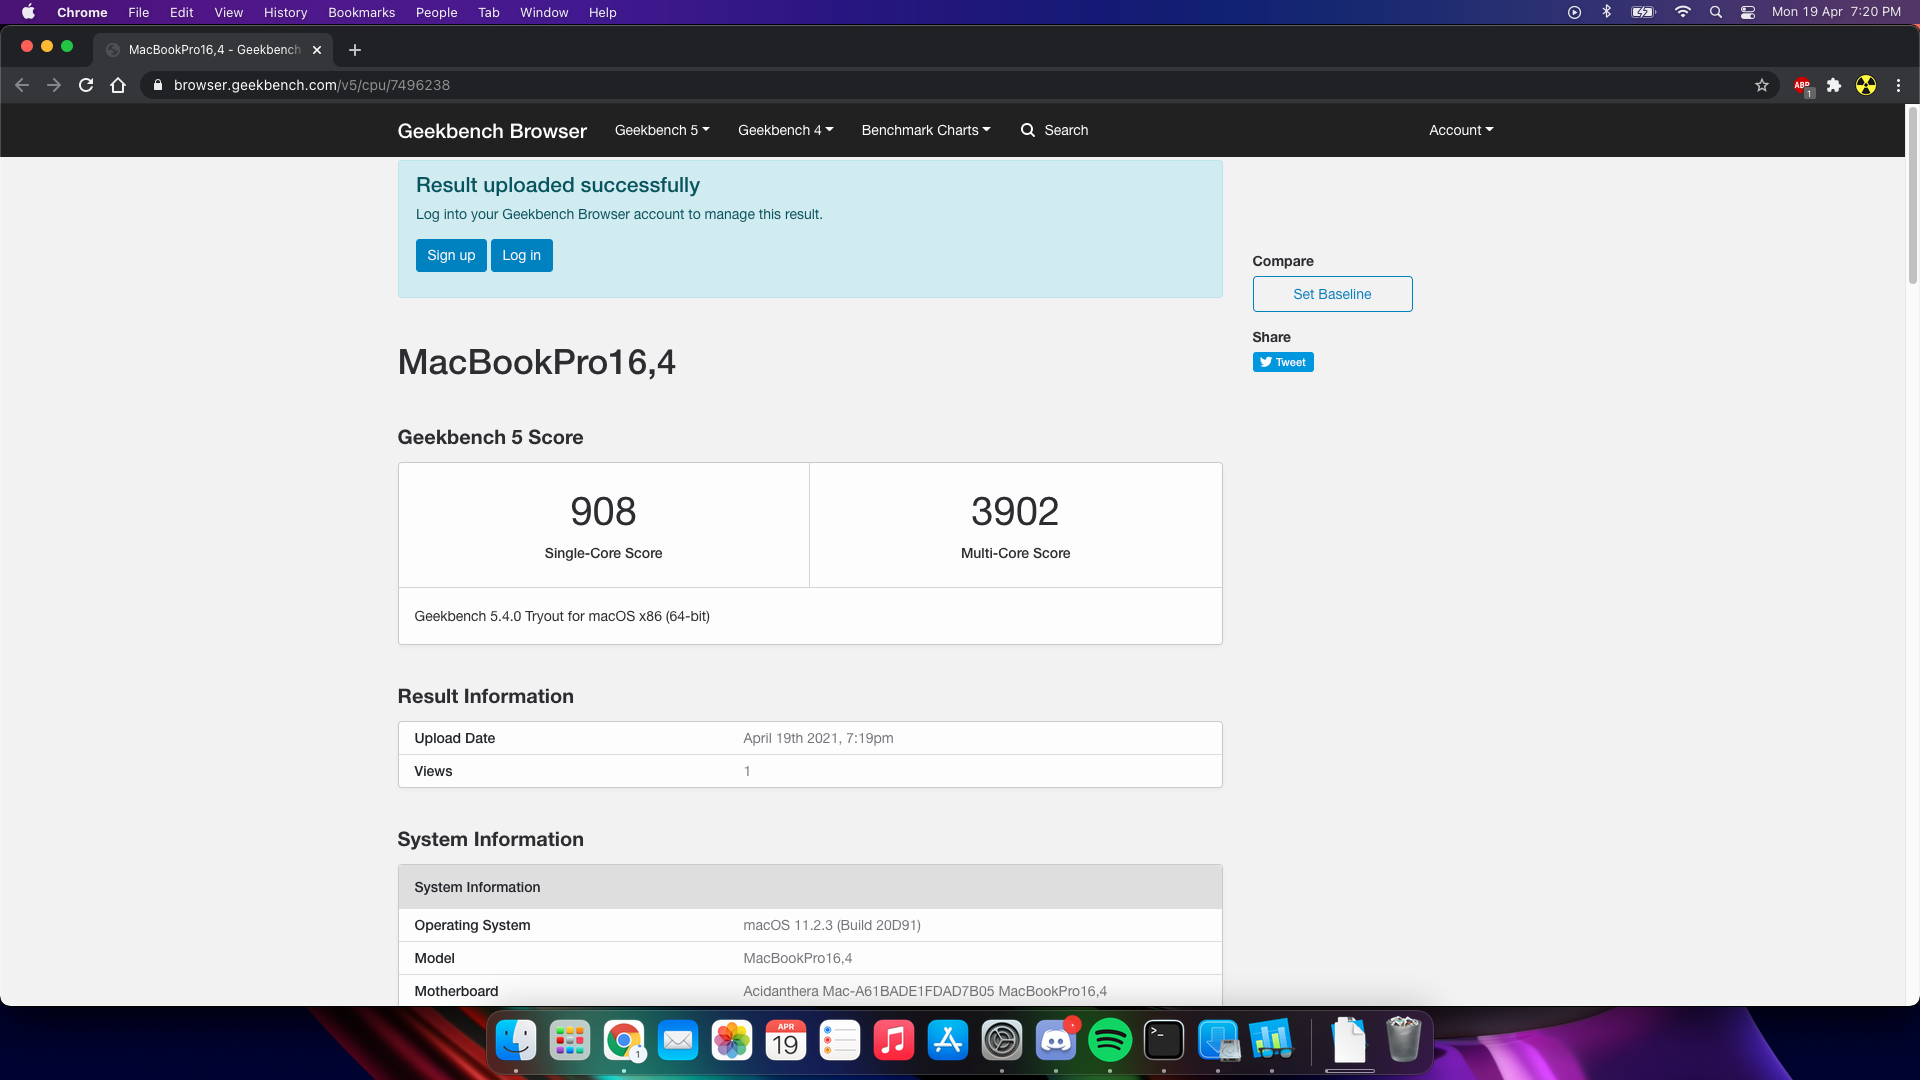 Chrome File Edit View History Bookmarks People Tab Window Help Mon 19 Apr 7:20 PM
MacBookPro16,4 - Geekbench
browser.geekbench.com/v5/cpu/7496238 ABP 1
Geekbench Browser Geekbench 5 Geekbench 4 Benchmark Charts Search Account
Result uploaded successfully
Log into your Geekbench Browser account to manage this result.
Sign up Log in
Compare
Set Baseline
Share
Tweet
MacBookPro16,4
Geekbench 5 Score
908 3902
Single-Core Score Multi-Core Score
Geekbench 5.4.0 Tryout for macOS x86 (64-bit)
Result Information
Upload Date April 19th 2021, 7:19pm
Views 1
System Information
System Information
Operating System macOS 11.2.3 (Build 20D91)
Model MacBookPro16,4
Motherboard Acidanthera Mac-A61BADE1FDAD7B05 MacBookPro16,4
APR
19
1
>_